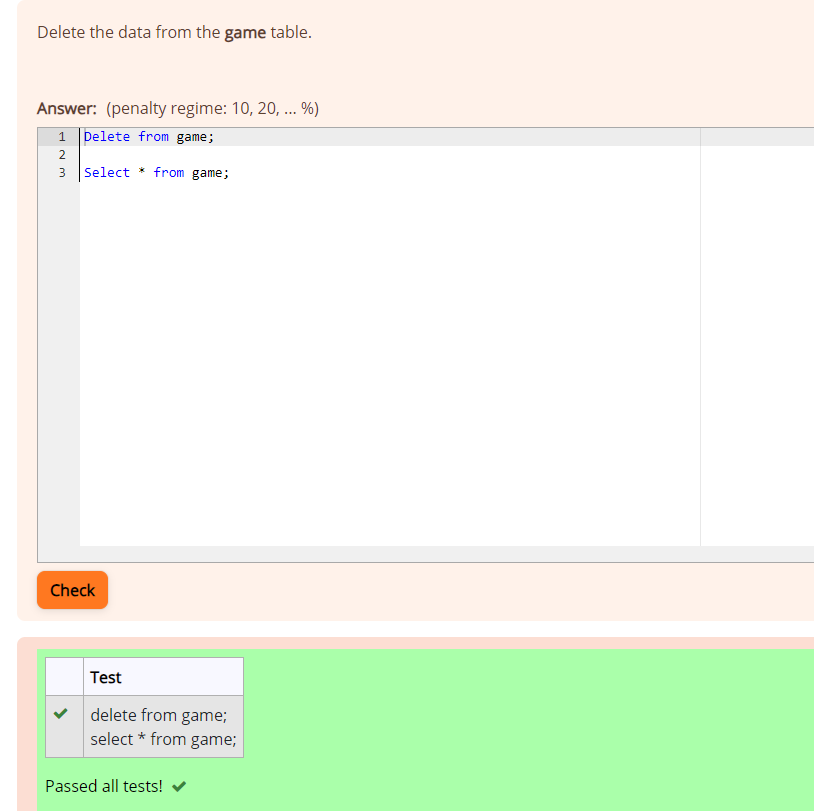 Delete the data from the game table.
Answer: (penalty regime: 10, 20, ... %)
1 Delete from game;
2
3 Select * from game;
Check
Test
delete from game;
select * from game;
Passed all tests!